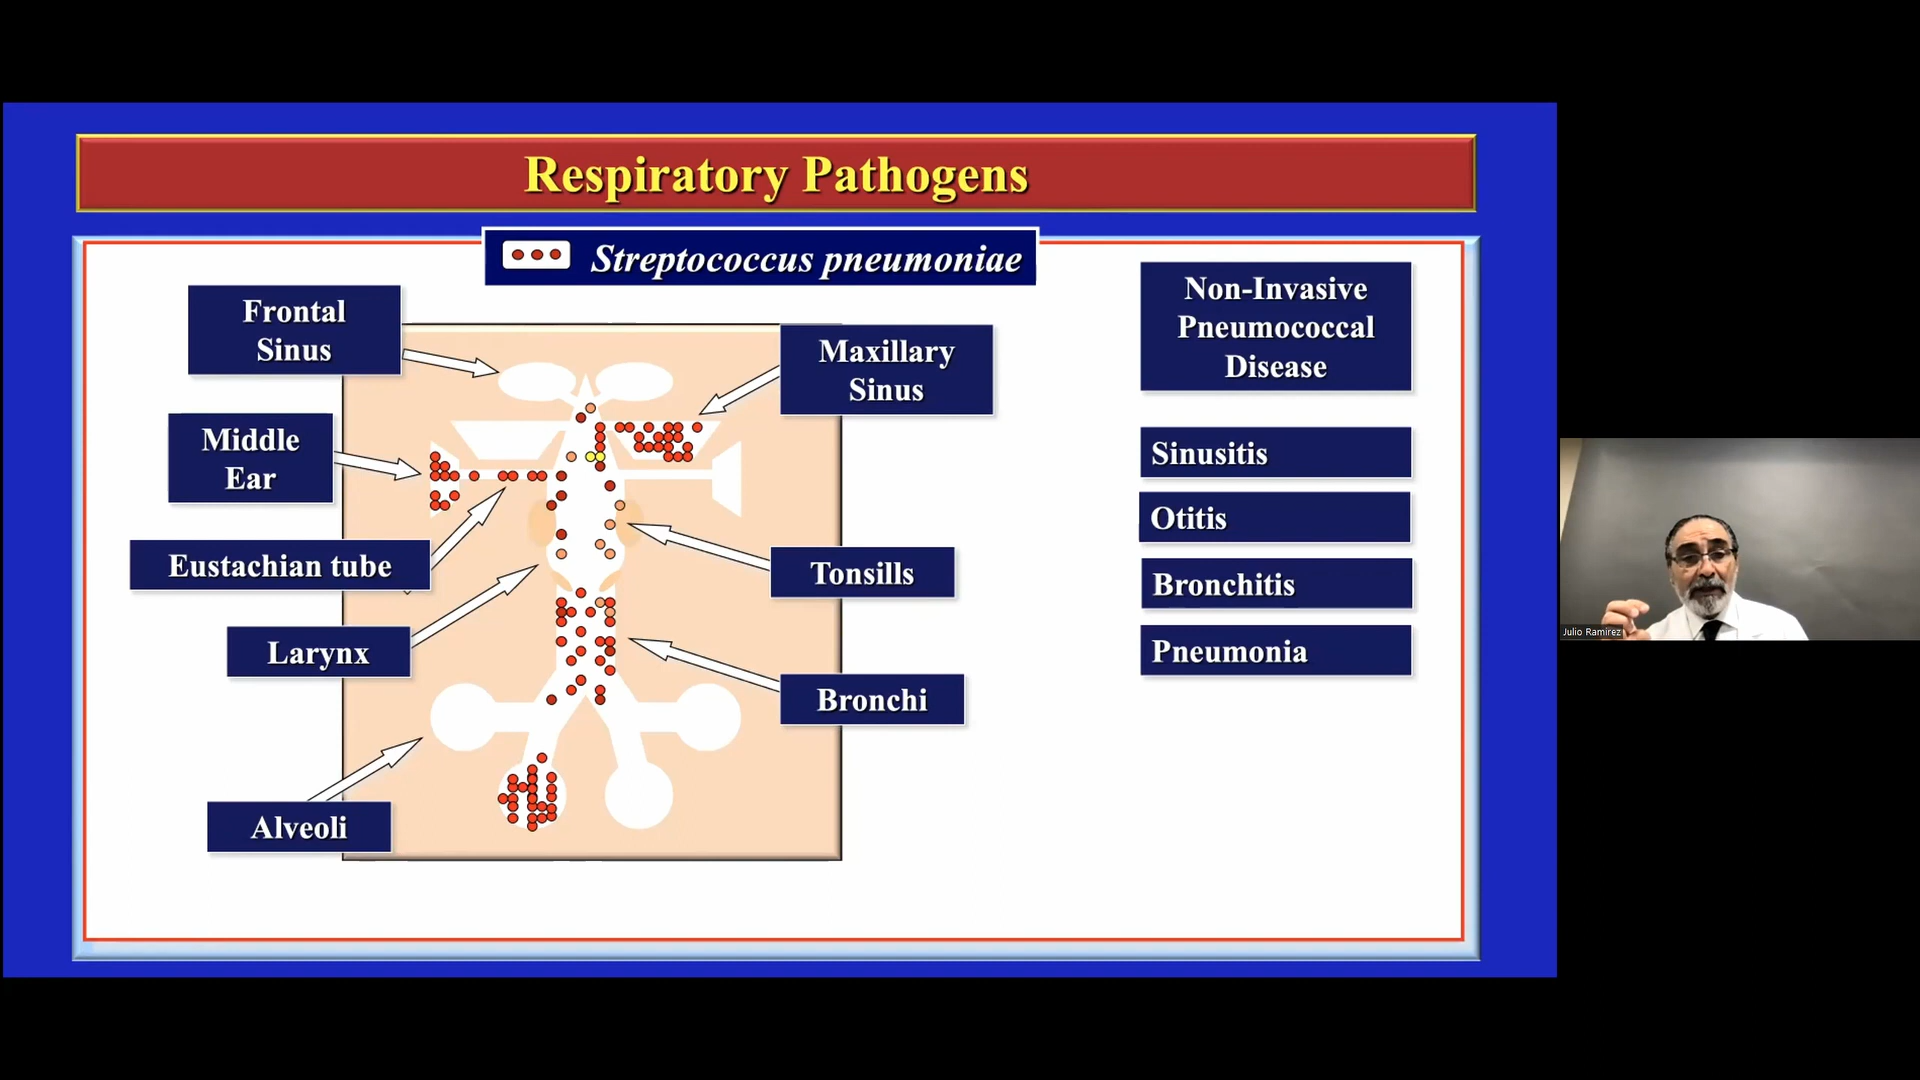 Respiratory Pathogens
Streptococcus pneumoniae
Frontal
Sinus
Middle
Ear
Eustachian tube
Larynx
Alveoli
Maxillary
Sinus
Tonsills
Bronchi
Non-Invasive
Pneumococcal
Disease
Sinusitis
Otitis
Bronchitis
Pneumonia
Julio Ramirez